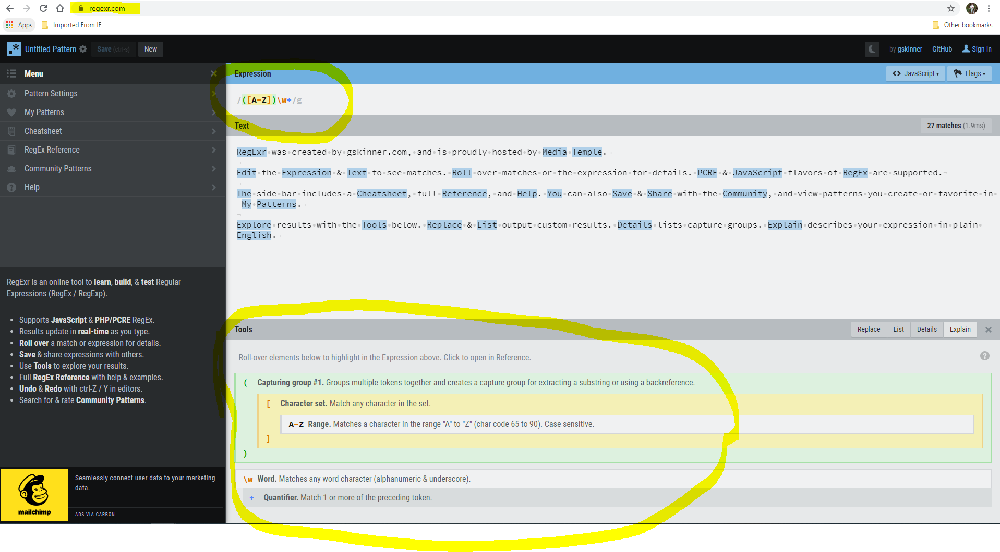 regexr.com
Apps Imported From IE Other bookmarks
.* Untitled Pattern Save (ctrl-s) New by gskinner GitHub Sign In
Menu
Pattern Settings
My Patterns
Cheatsheet
RegEx Reference
Community Patterns
Help
RegExr is an online tool to learn, build, & test Regular
Expressions (RegEx / RegExp).
• Supports JavaScript & PHP/PCRE RegEx.
• Results update in real-time as you type.
• Roll over a match or expression for details.
• Save & share expressions with others.
• Use Tools to explore your results.
• Full RegEx Reference with help & examples.
• Undo & Redo with ctrl-Z / Y in editors.
• Search for & rate Community Patterns.
mailchimp
Seamlessly connect user data to your marketing
data.
ADS VIA CARBON
Expression <> JavaScript Flags
/([A-Z])\w+/g
Text 27 matches (1.9ms)
RegExr was created by gskinner.com, and is proudly hosted by Media Temple.
Edit the Expression & Text to see matches. Roll over matches or the expression for details. PCRE & JavaScript flavors of RegEx are supported.
The side bar includes a Cheatsheet, full Reference, and Help. You can also Save & Share with the Community, and view patterns you create or favorite in
My Patterns.
Explore results with the Tools below. Replace & List output custom results. Details lists capture groups. Explain describes your expression in plain
English.
Tools Replace List Details Explain
Roll-over elements below to highlight in the Expression above. Click to open in Reference. ?
( Capturing group #1. Groups multiple tokens together and creates a capture group for extracting a substring or using a backreference.
[ Character set. Match any character in the set.
A-Z Range. Matches a character in the range "A" to "Z" (char code 65 to 90). Case sensitive.
]
)
\w Word. Matches any word character (alphanumeric & underscore).
+ Quantifier. Match 1 or more of the preceding token.